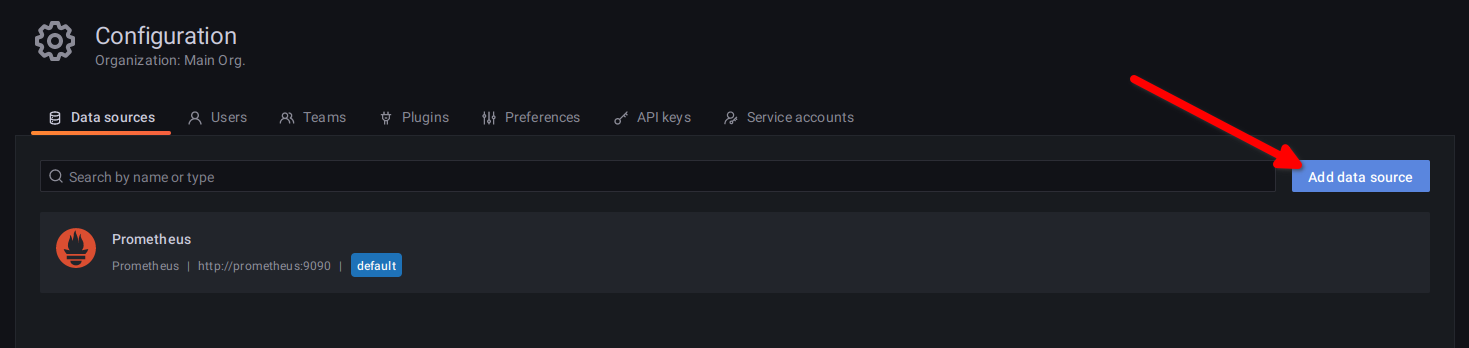 Configuration
Organization: Main Org.
Data sources Users Teams Plugins Preferences API keys Service accounts
Search by name or type Add data source
Prometheus
Prometheus | http://prometheus:9090 | default